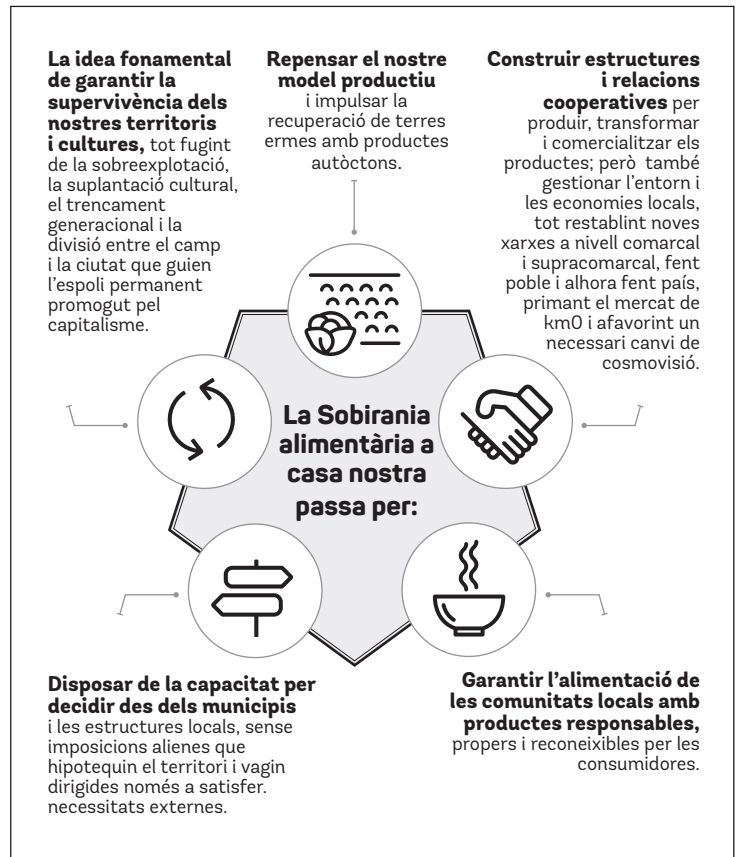 La idea fonamental
de garantir la
supervivència dels
nostres territoris
i cultures, tot fugint
de la sobreexplotació,
la suplantació cultural,
el trencament
generacional i la
divisió entre el camp
i la ciutat que guien
l'espoli permanent
promogut pel
capitalisme.
Repensar el nostre
model productiu
i impulsar la
recuperació de terres
ermes amb productes
autòctons.
Construir estructures
i relacions
cooperatives per
produir, transformar
i comercialitzar els
productes; però també
gestionar l'entorn i
les economies locals,
tot restablint noves
xarxes a nivell comarcal
i supracomarcal, fent
poble i alhora fent país,
primant el mercat de
km0 i afavorint un
necessari canvi de
cosmovisió.
La Sobirania
alimentària a
casa nostra
passa per:
Disposar de la capacitat per
decidir des dels municipis
i les estructures locals, sense
imposicions alienes que
hipotequin el territori i vagin
dirigides només a satisfer.
necessitats externes.
Garantir l'alimentació de
les comunitats locals amb
productes responsables,
propers i reconeixibles per les
consumidores.